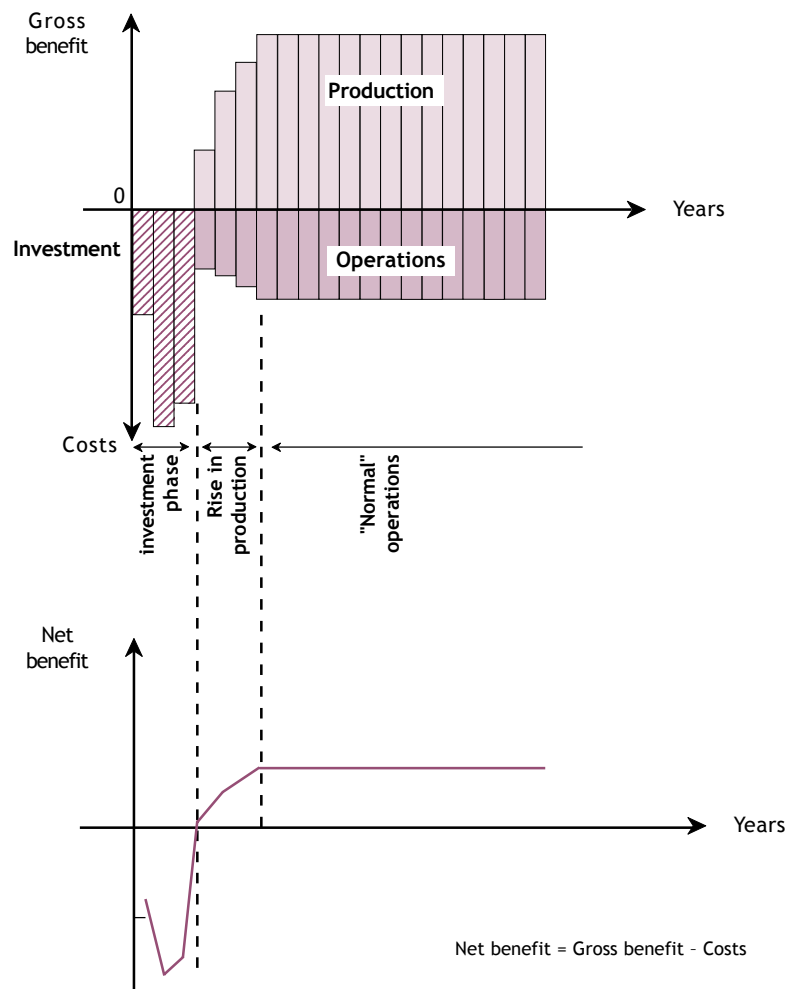 Gross
benefit
Production
0
Years
Investment
Operations
Costs
investment
phase
Rise in
production
"Normal"
operations
Net
benefit
Years
Net benefit = Gross benefit - Costs